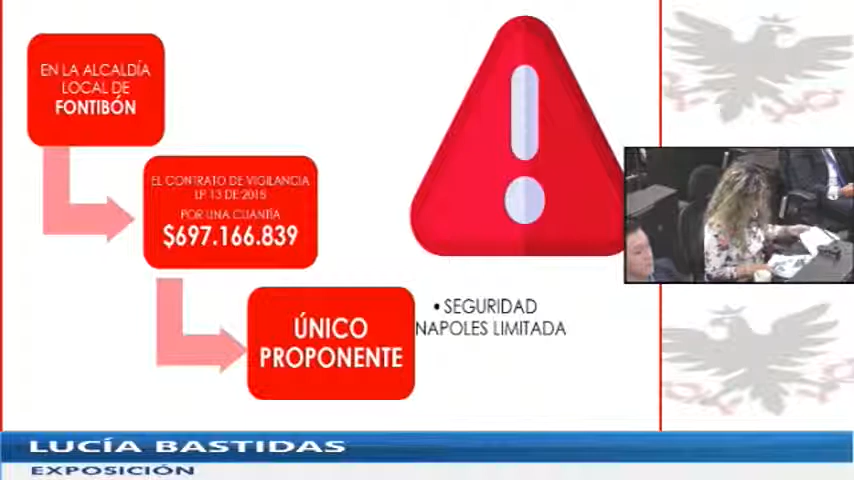 EN LA ALCALDÍA
LOCAL DE
FONTIBÓN
EL CONTRATO DE VIGILANCIA
LP 13 DE 2018
POR UNA CUANTÍA
$697.166.839
ÚNICO
PROPONENTE
• SEGURIDAD
NAPOLES LIMITADA
LUCÍA BASTIDAS
EXPOSICIÓN